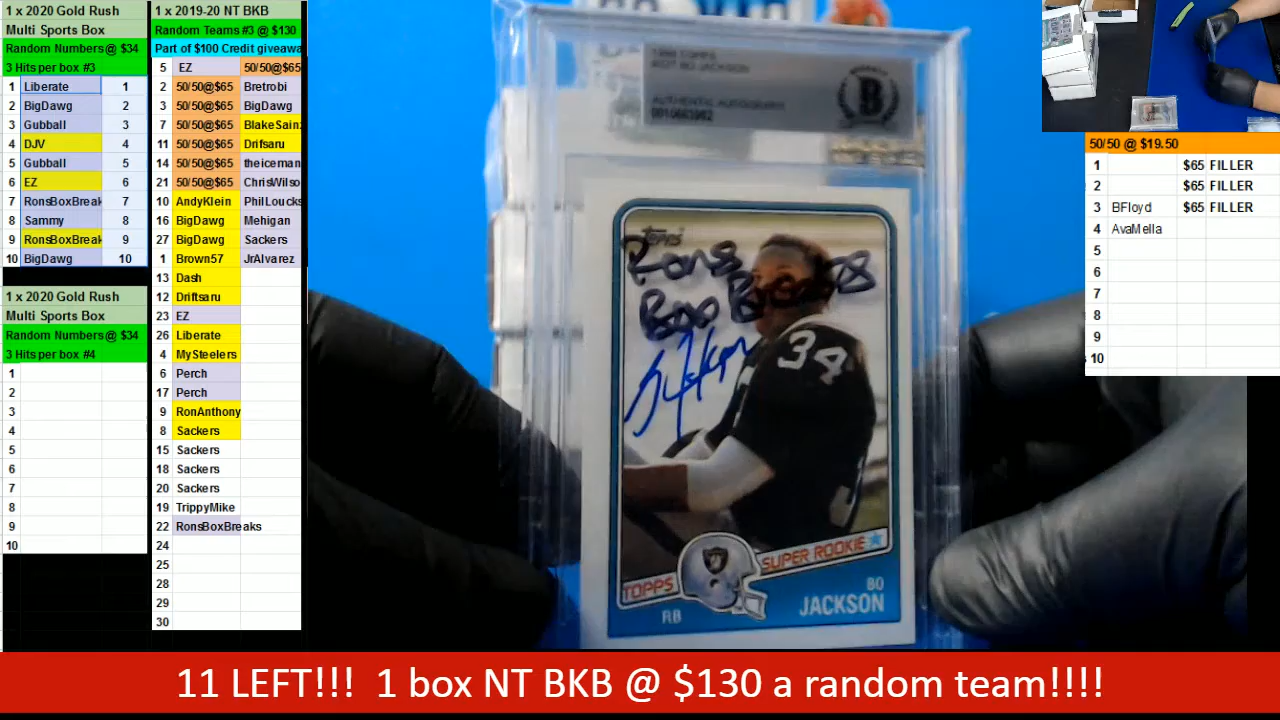 1 x 2020 Gold Rush
Multi Sports Box
Random Numbers @ $34
3 Hits per box #3
1 Liberate 1
2 BigDawg 2
3 Gubball 3
4 DJV 4
5 Gubball 5
6 EZ 6
7 RonsBoxBreak 7
8 Sammy 8
9 RonsBoxBreak 9
10 BigDawg 10
1 x 2020 Gold Rush
Multi Sports Box
Random Numbers @ $34
3 Hits per box #4
1
2
3
4
5
6
7
8
9
10
1 x 2019-20 NT BKB
Random Teams #3 @ $130
Part of $100 Credit giveawa
5 EZ 50/50@$65
2 50/50@$65 Bretrobi
3 50/50@$65 BigDawg
7 50/50@$65 BlakeSain
11 50/50@$65 Drifsaru
14 50/50@$65 theiceman
21 50/50@$65 ChrisWilso
10 AndyKlein PhilLoucks
16 BigDawg Mehigan
27 BigDawg Sackers
1 Brown57 JrAlvarez
13 Dash
12 Driftsaru
23 EZ
26 Liberate
4 MySteelers
6 Perch
17 Perch
9 RonAnthony
8 Sackers
15 Sackers
18 Sackers
20 Sackers
19 TrippyMike
22 RonsBoxBreaks
24
25
28
29
30
1988 TOPPS
#327 BO JACKSON
AUTHENTIC AUTOGRAPH
B
Topps
Rons
Box Breaks
34
TOPPS
SUPER ROOKIE
RB
BO
JACKSON
50/50 @ $19.50
1 $65 FILLER
2 $65 FILLER
3 BFloyd $65 FILLER
4 AvaMella
5
6
7
8
9
10
11 LEFT!!! 1 box NT BKB @ $130 a random team!!!!